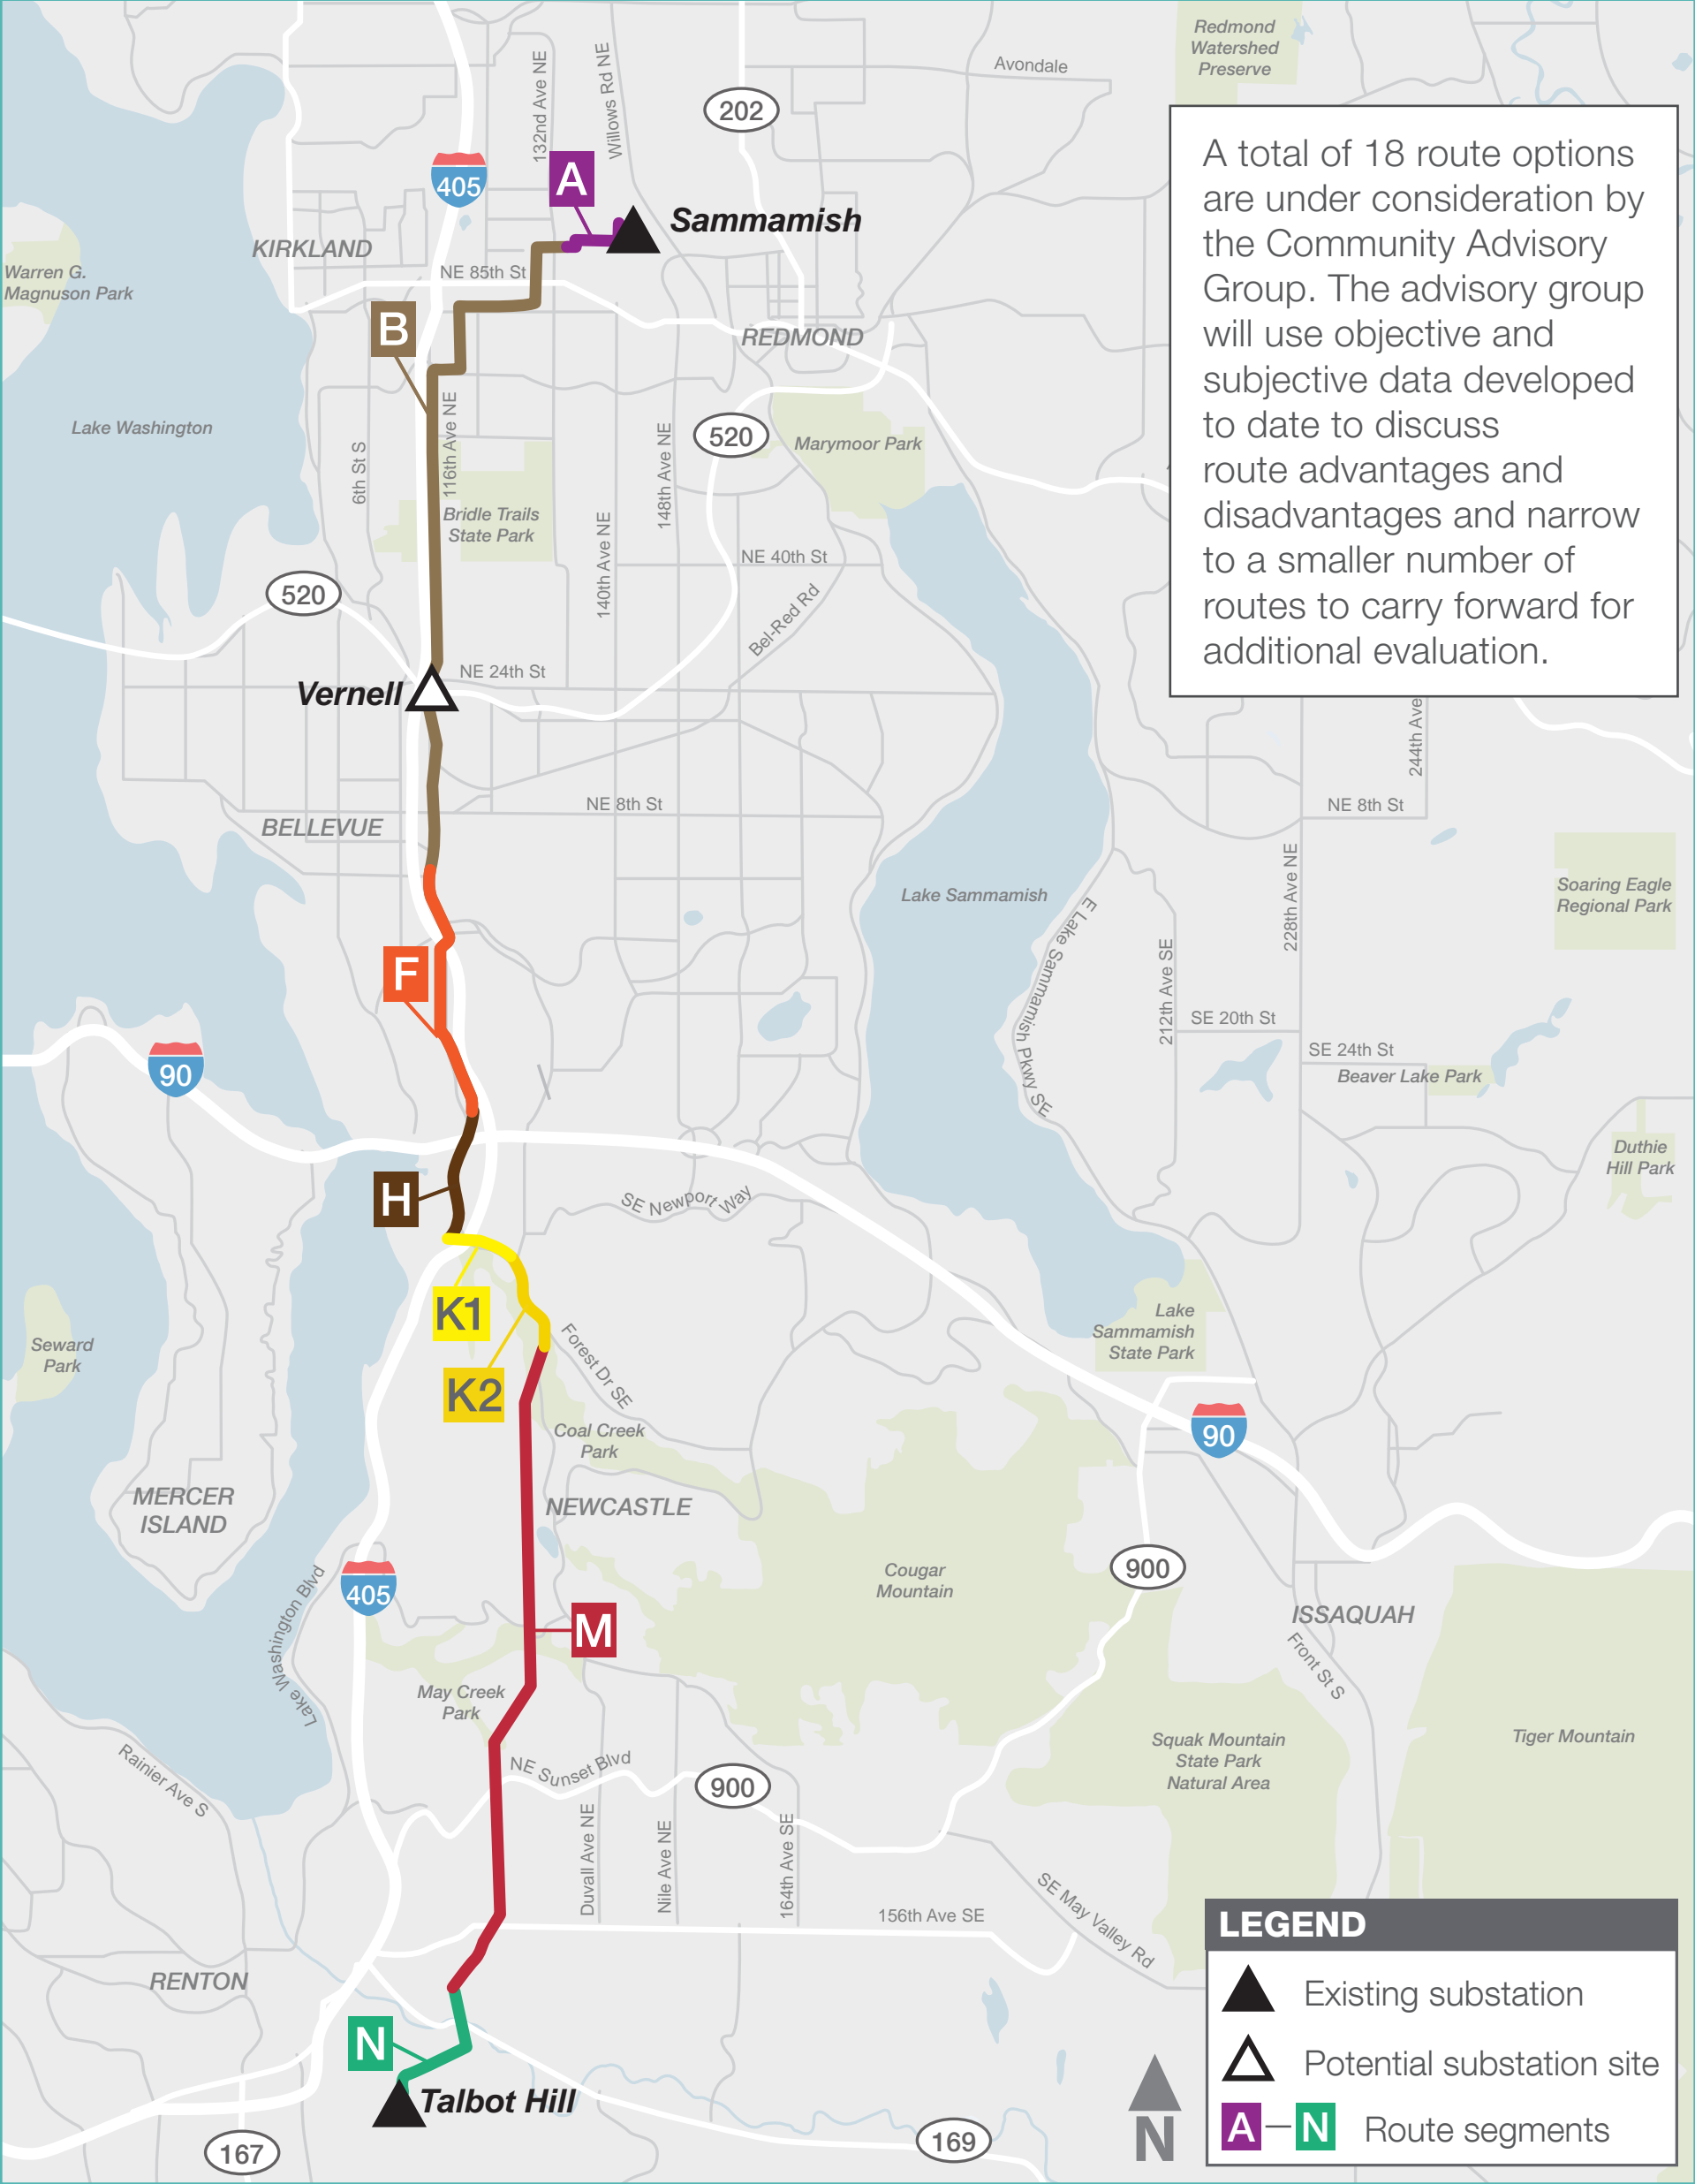 Redmond
Watershed
Preserve
Avondale
132nd Ave NE
Willows Rd NE
202
405
A
Sammamish
KIRKLAND
Warren G.
Magnuson Park
NE 85th St
B
REDMOND
A total of 18 route options
are under consideration by
the Community Advisory
Group. The advisory group
will use objective and
subjective data developed
to date to discuss
route advantages and
disadvantages and narrow
to a smaller number of
routes to carry forward for
additional evaluation.
Lake Washington
6th St S
116th Ave NE
148th Ave NE
520
Marymoor Park
Bridle Trails
State Park
140th Ave NE
NE 40th St
520
Bel-Red Rd
NE 24th St
Vernell
244th Ave
NE 8th St
NE 8th St
BELLEVUE
Lake Sammamish
E Lake Sammamish Pkwy SE
212th Ave SE
228th Ave NE
Soaring Eagle
Regional Park
F
SE 20th St
SE 24th St
Beaver Lake Park
90
Duthie
Hill Park
H
SE Newport Way
K1
Seward
Park
Lake
Sammamish
State Park
K2
Forest Dr SE
Coal Creek
Park
90
MERCER
ISLAND
NEWCASTLE
Cougar
Mountain
900
405
Lake Washington Blvd
M
ISSAQUAH
Front St S
May Creek
Park
Squak Mountain
State Park
Natural Area
Tiger Mountain
Rainier Ave S
NE Sunset Blvd
900
Duvall Ave NE
Nile Ave NE
164th Ave SE
156th Ave SE
SE May Valley Rd
RENTON
N
Talbot Hill
167
169
N
LEGEND
Existing substation
Potential substation site
A – N Route segments